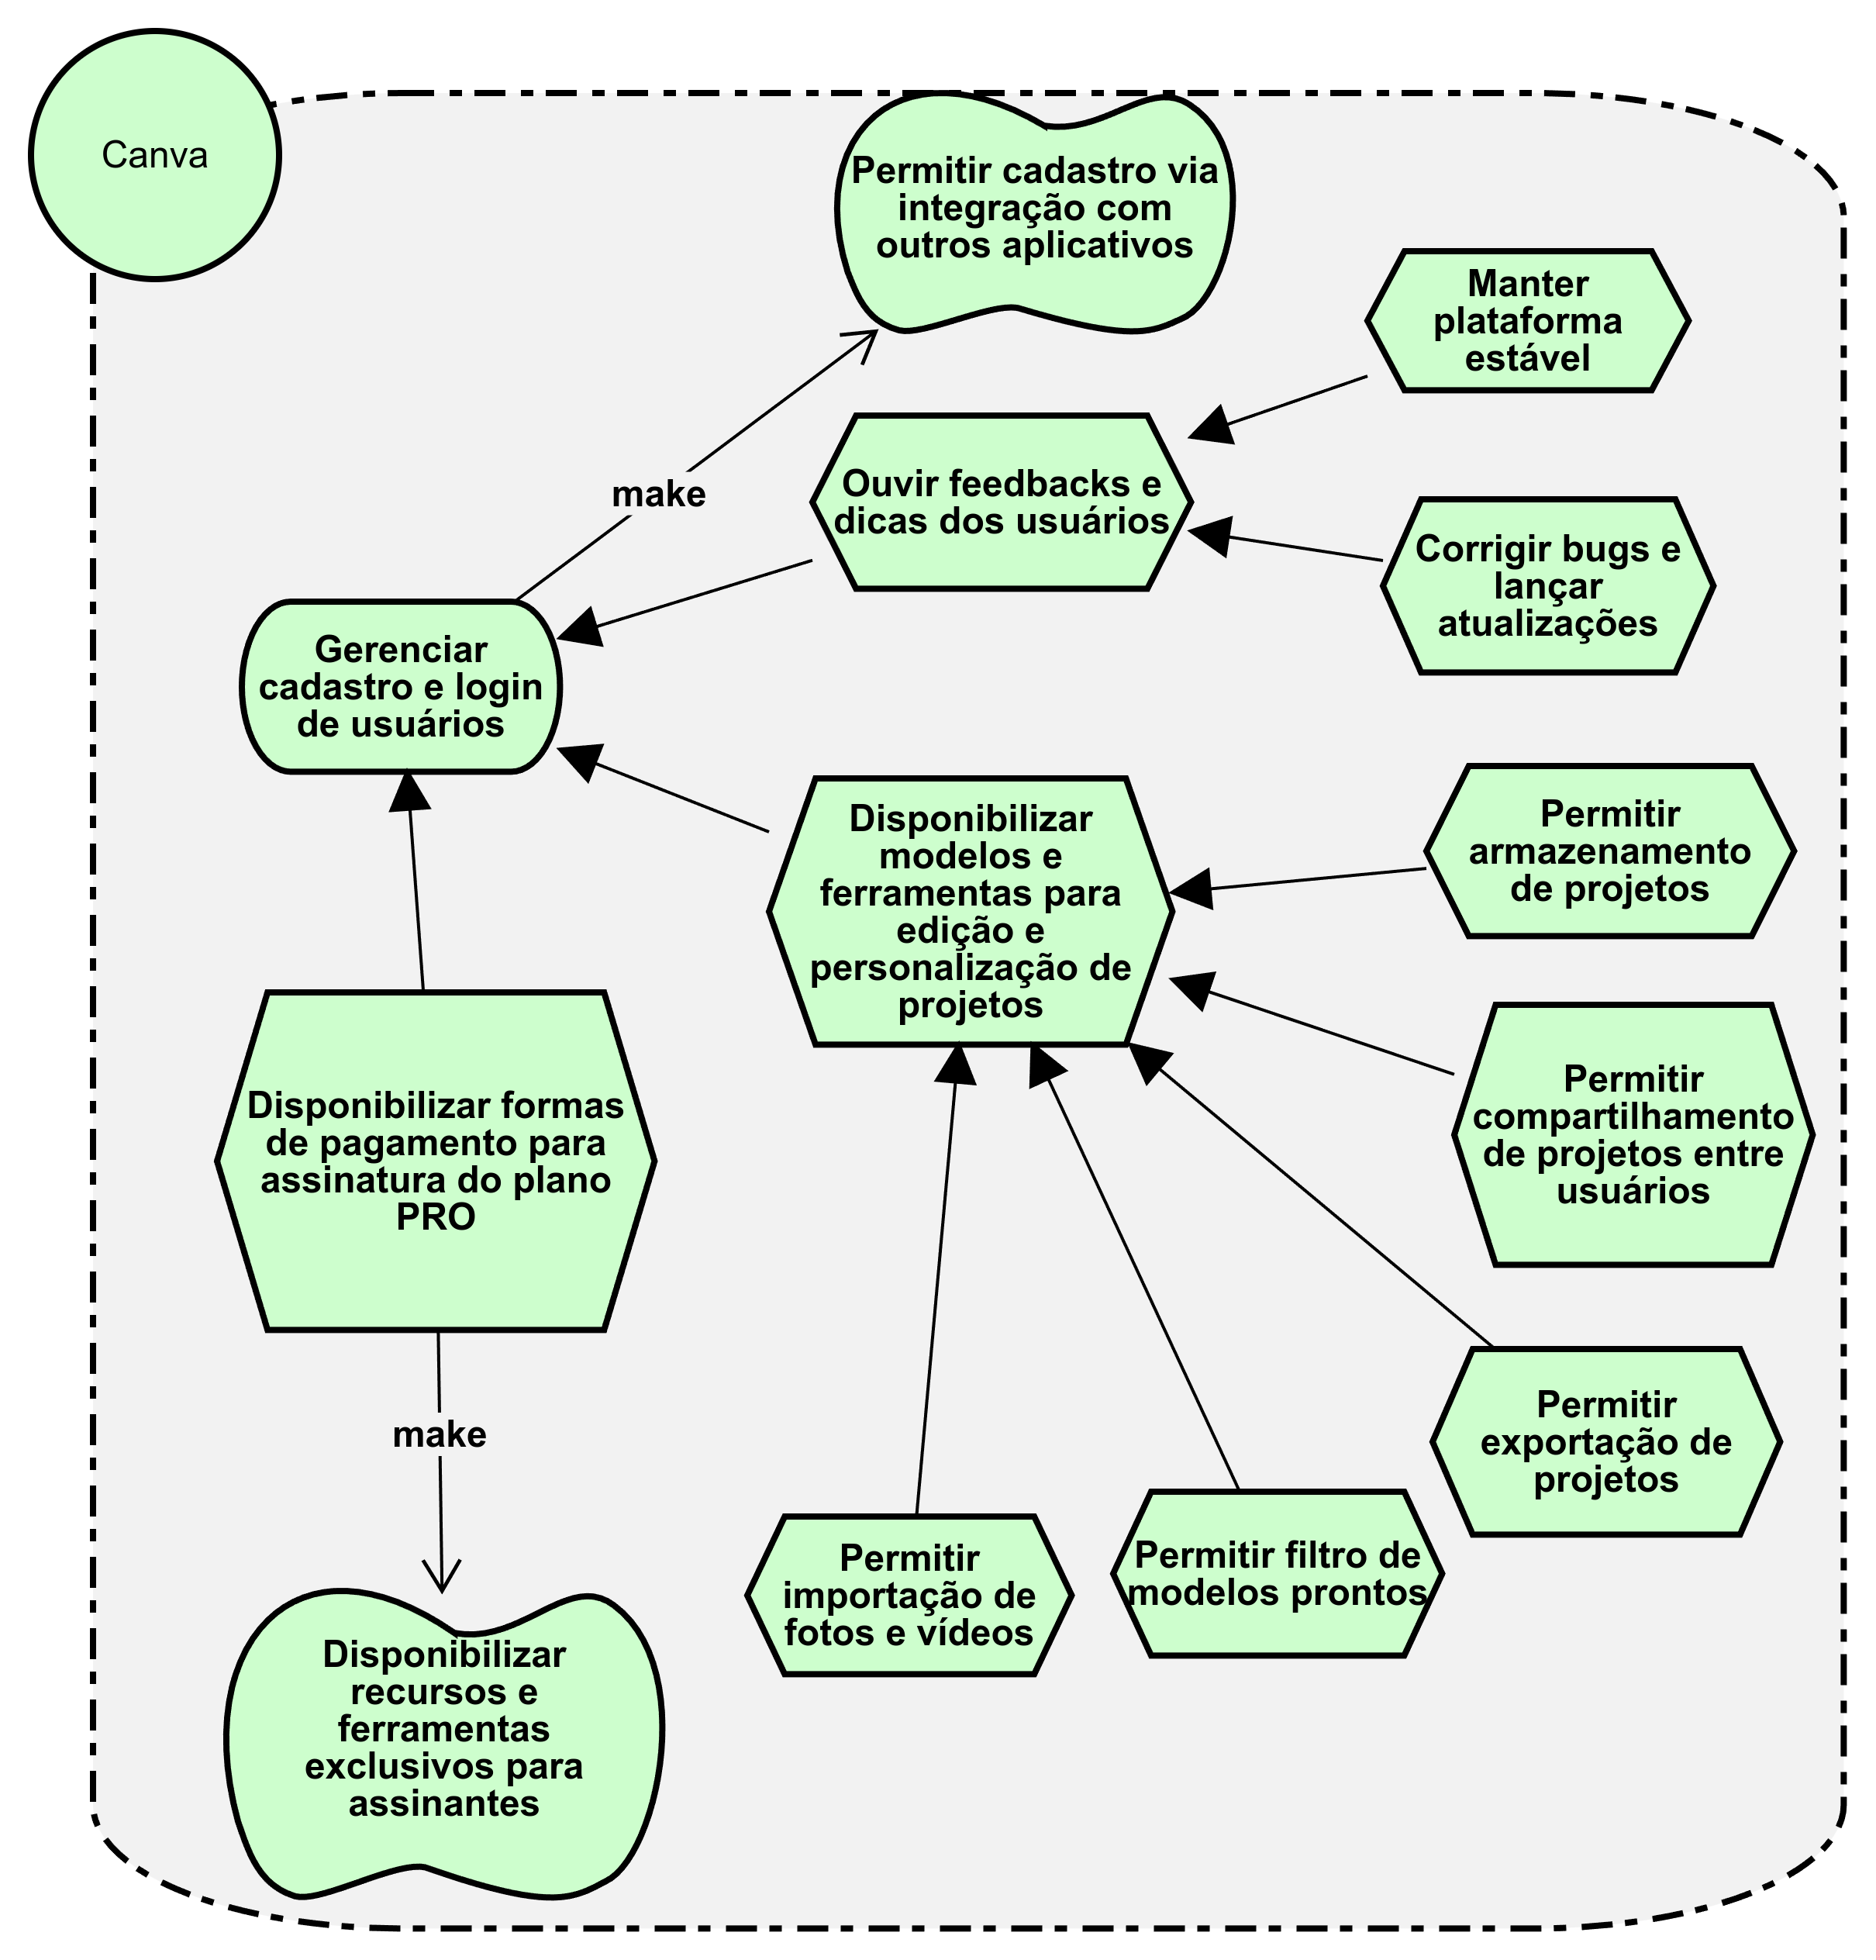 Canva
Permitir cadastro via
integração com
outros aplicativos
Manter
plataforma
estável
make
Ouvir feedbacks e
dicas dos usuários
Corrigir bugs e
lançar
atualizações
Gerenciar
cadastro e login
de usuários
Disponibilizar
modelos e
ferramentas para
edição e
personalização de
projetos
Permitir
armazenamento
de projetos
Disponibilizar formas
de pagamento para
assinatura do plano
PRO
Permitir
compartilhamento
de projetos entre
usuários
make
Permitir
exportação de
projetos
Permitir
importação de
fotos e vídeos
Permitir filtro de
modelos prontos
Disponibilizar
recursos e
ferramentas
exclusivos para
assinantes